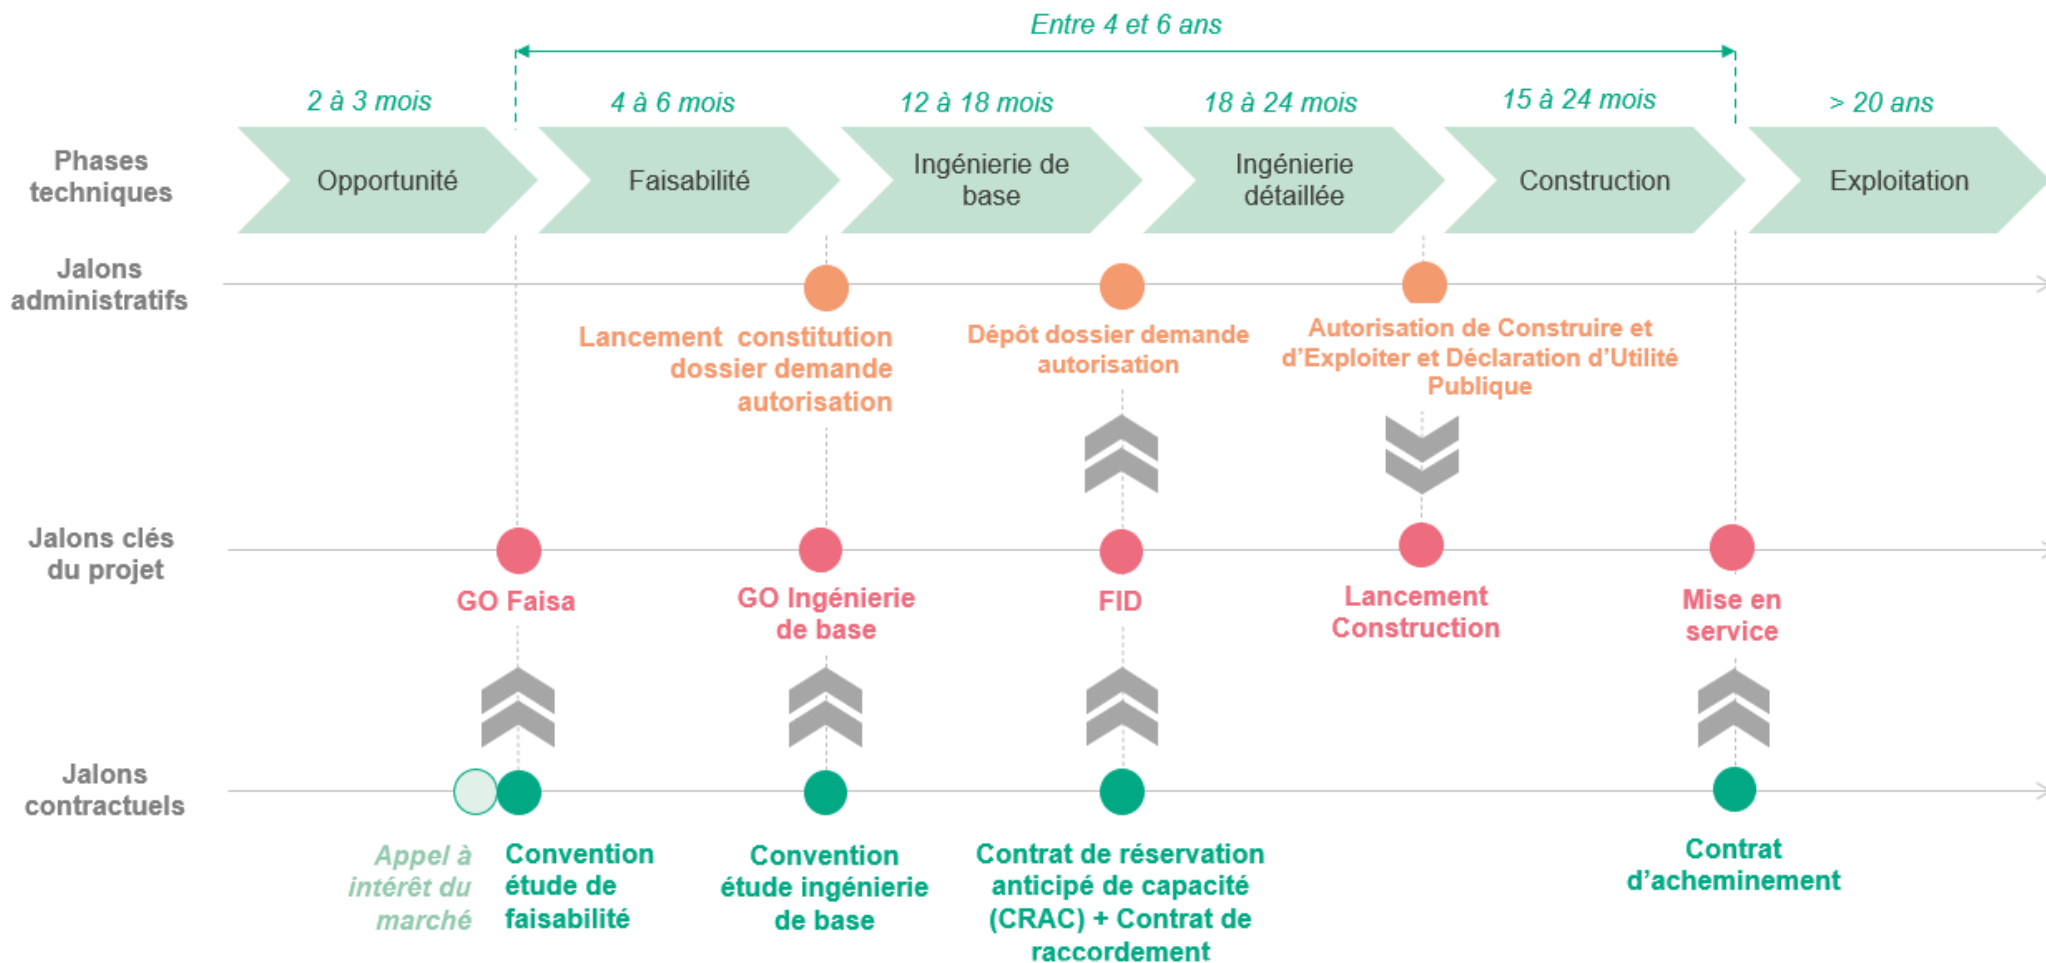 Entre 4 et 6 ans
2 à 3 mois
4 à 6 mois
12 à 18 mois
18 à 24 mois
15 à 24 mois
> 20 ans
Phases
techniques
Opportunité
Faisabilité
Ingénierie de
base
Ingénierie
détaillée
Construction
Exploitation
Jalons
administratifs
Lancement constitution
dossier demande
autorisation
Dépôt dossier demande
autorisation
Autorisation de Construire et
d'Exploiter et Déclaration d'Utilité
Publique
Jalons clés
du projet
GO Faisa
GO Ingénierie
de base
FID
Lancement
Construction
Mise en
service
Jalons
contractuels
Appel à
intérêt du
marché
Convention
étude de
faisabilité
Convention
étude ingénierie
de base
Contrat de réservation
anticipé de capacité
(CRAC) + Contrat de
raccordement
Contrat
d'acheminement